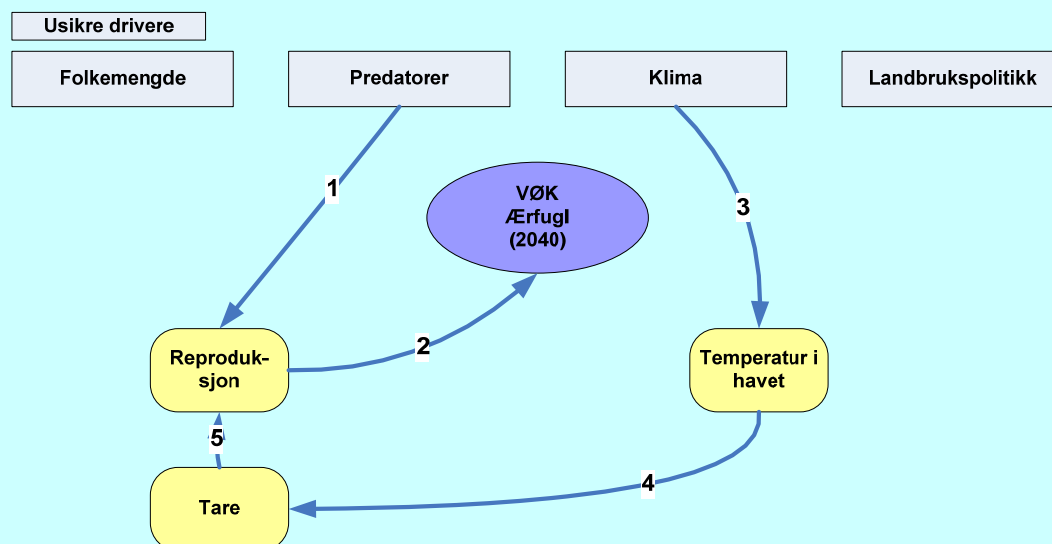 Usikre drivere
Folkemengde
Predatorer
Klima
Landbrukspolitikk
1
VØK
Ærfugl
(2040)
3
2
Reproduk-
sjon
Temperatur i
havet
5
4
Tare